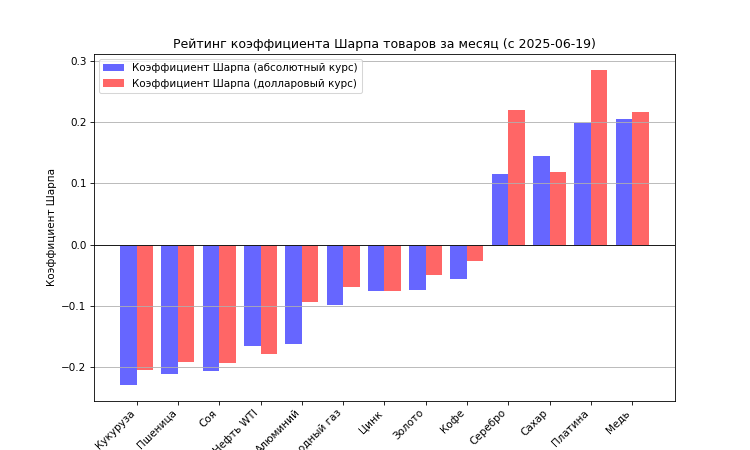 Рейтинг коэффициента Шарпа товаров за месяц (с 2025-06-19)
Коэффициент Шарпа (абсолютный курс)
Коэффициент Шарпа (долларовый курс)
Коэффициент Шарпа
0.3
0.2
0.1
0.0
−0.1
−0.2
Кукуруза
Пшеница
Соя
Нефть WTI
Алюминий
одный газ
Цинк
Золото
Кофе
Серебро
Сахар
Платина
Медь